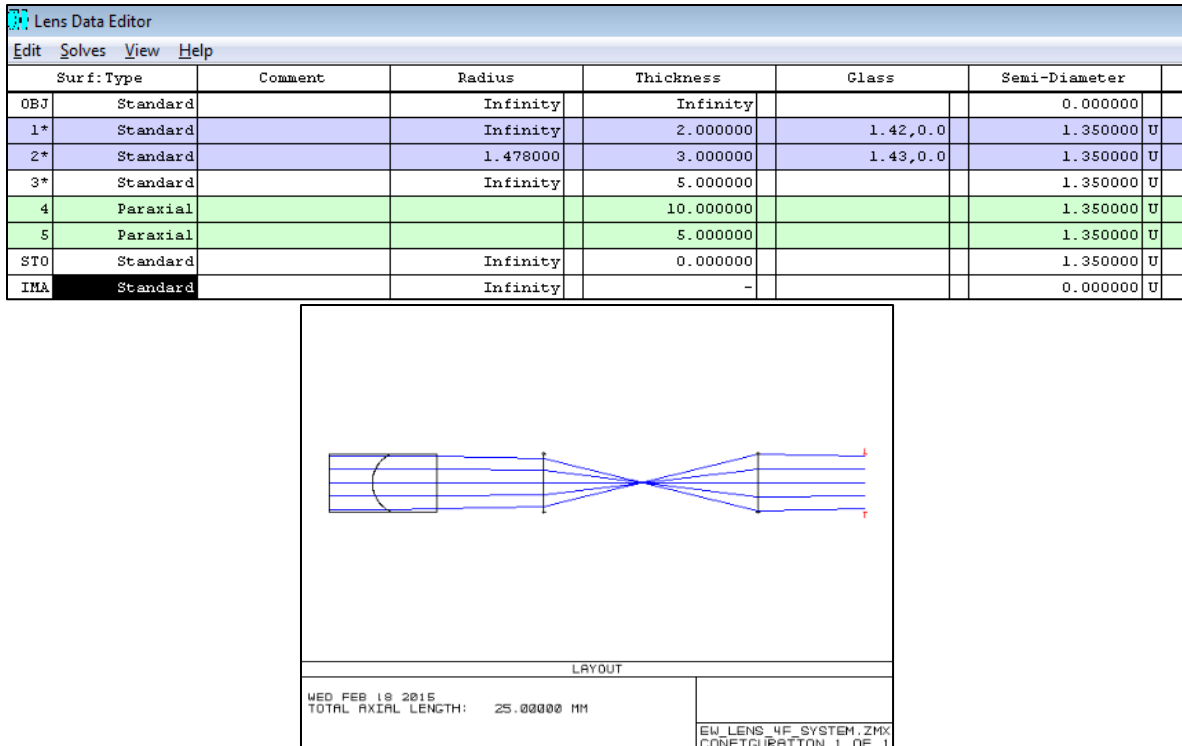 Lens Data Editor
Edit Solves View Help
Surf:Type Comment Radius Thickness Glass Semi-Diameter
OBJ Standard Infinity Infinity 0.000000
1* Standard Infinity 2.000000 1.42,0.0 1.350000 U
2* Standard 1.478000 3.000000 1.43,0.0 1.350000 U
3* Standard Infinity 5.000000 1.350000 U
4 Paraxial 10.000000 1.350000 U
5 Paraxial 5.000000 1.350000 U
STO Standard Infinity 0.000000 1.350000 U
IMA Standard Infinity - 0.000000 U
LAYOUT
WED FEB 18 2015
TOTAL AXIAL LENGTH: 25.00000 MM
EW_LENS_4F_SYSTEM.ZMX
CONFIGURATION 1 OF 1